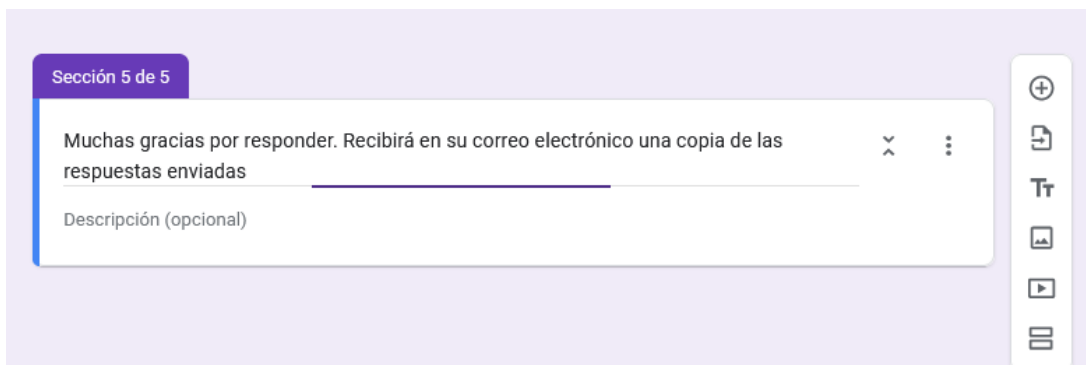 Sección 5 de 5
Muchas gracias por responder. Recibirá en su correo electrónico una copia de las
respuestas enviadas
Descripción (opcional)
Tт